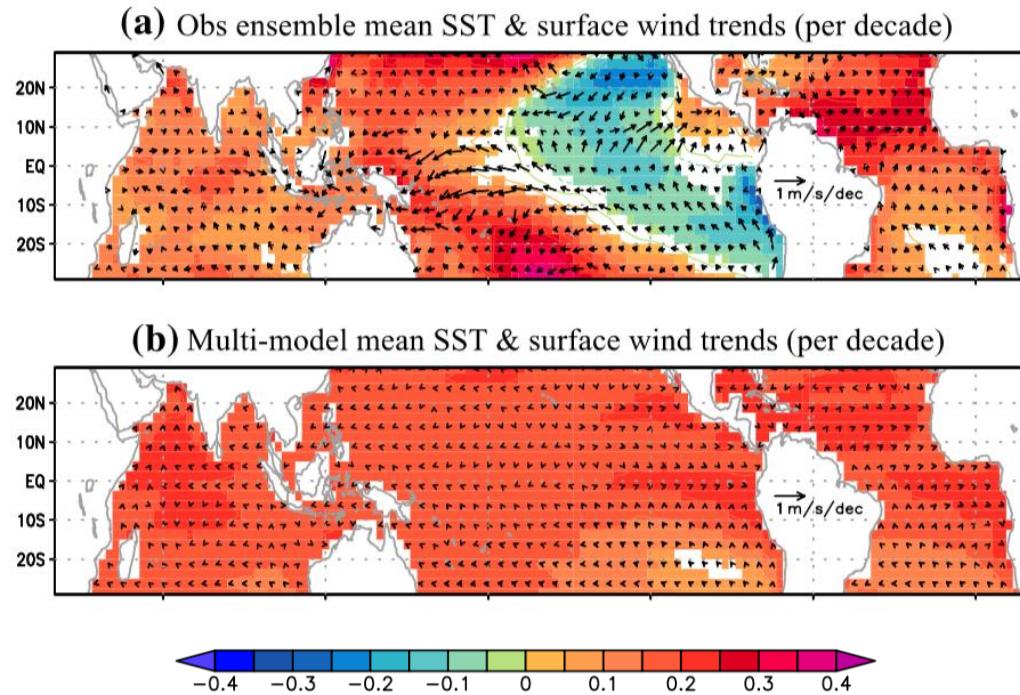 (a) Obs ensemble mean SST & surface wind trends (per decade)
20N
10N
EQ
10S
20S
1 m/s/dec
(b) Multi-model mean SST & surface wind trends (per decade)
20N
10N
EQ
10S
20S
1 m/s/dec
−0.4 −0.3 −0.2 −0.1 0 0.1 0.2 0.3 0.4